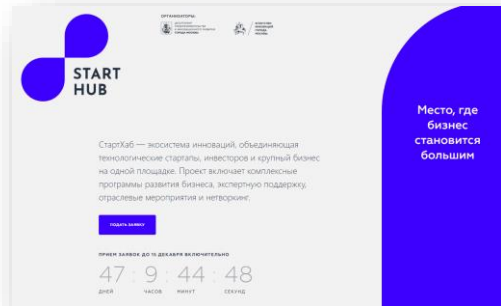 ОРГАНИЗАТОРЫ:
START
HUB
Место, где
бизнес
становится
большим
СтартХаб — экосистема инноваций, объединяющая
технологические стартапы, инвесторов и крупный бизнес
на одной площадке. Проект включает комплексные
программы развития бизнеса, экспертную поддержку,
отраслевые мероприятия и нетворкинг.
ПОДАТЬ ЗАЯВКУ
ПРИЕМ ЗАЯВОК ДО 15 ДЕКАБРЯ ВКЛЮЧИТЕЛЬНО
47 : 9 : 44 : 48
ДНЕЙ ЧАСОВ МИНУТ СЕКУНД